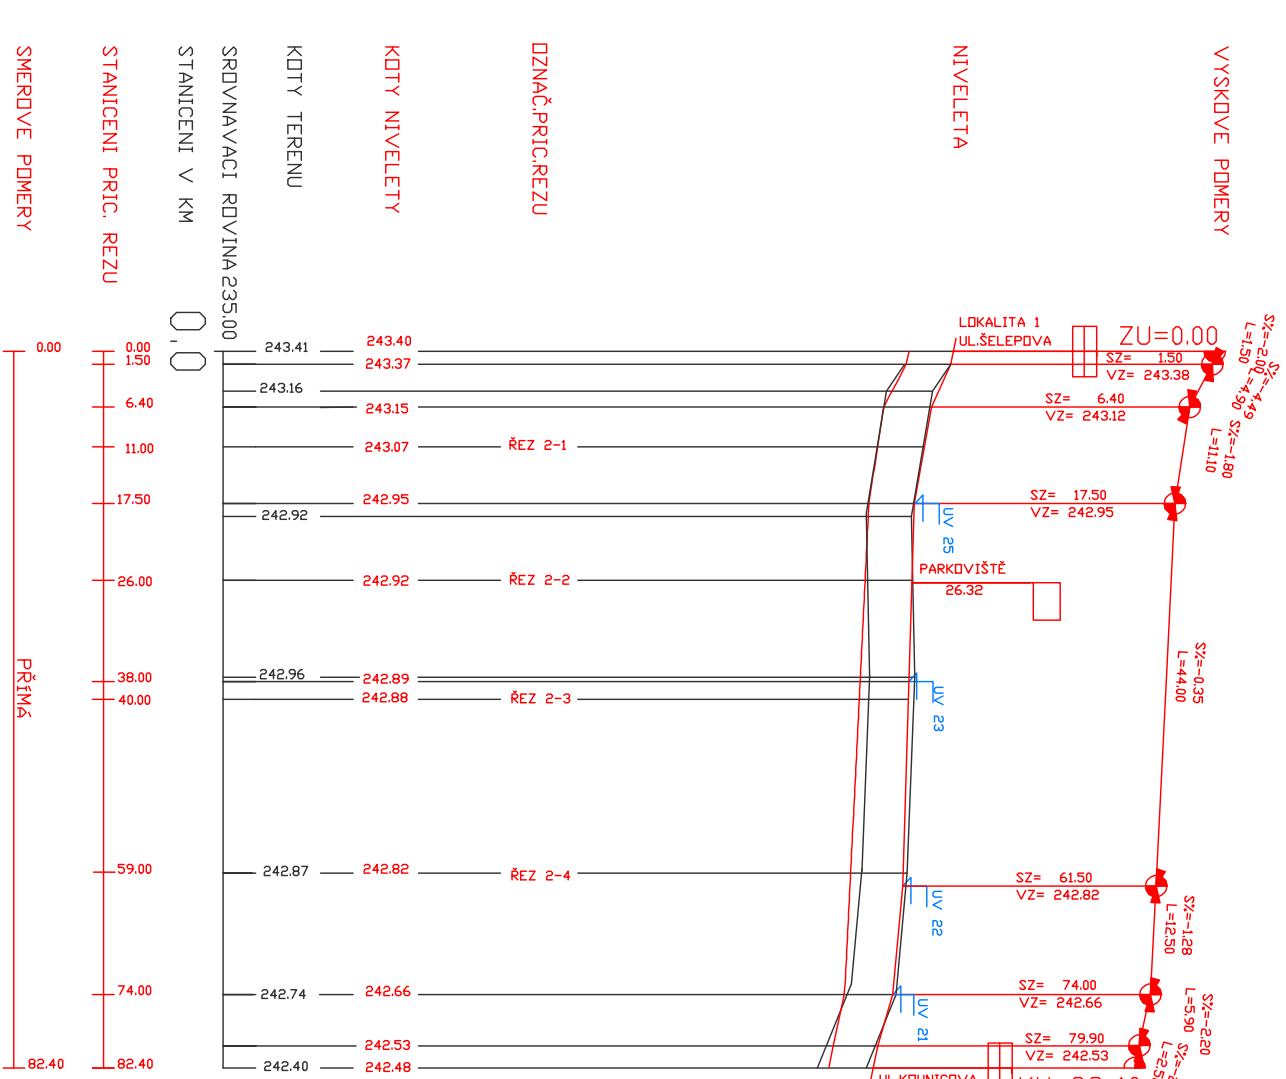 VYSKOVE POMERY
NIVELETA
OZNAČ.PRIC.REZU
KOTY NIVELETY
KOTY TERENU
SROVNAVACI ROVINA 235.00
STANICENI V KM
STANICENI PRIC. REZU
SMEROVE POMERY
0.0
LOKALITA 1
UL.ŠELEPOVA
ZU=0.00
SZ= 1.50
VZ= 243.38
S%=-2.00
L=1.50
S%=-4.49
L=4.90
SZ= 6.40
VZ= 243.12
S%=-1.80
L=11.10
SZ= 17.50
VZ= 242.95
UV 25
PARKOVIŠTĚ
26.32
S%=-0.35
L=44.00
UV 23
SZ= 61.50
VZ= 242.82
UV 22
S%=-1.28
L=12.50
SZ= 74.00
VZ= 242.66
UV 21
S%=-2.20
L=5.90
SZ= 79.90
VZ= 242.53
ŘEZ 2-1
ŘEZ 2-2
ŘEZ 2-3
ŘEZ 2-4
243.40
243.37
243.15
243.07
242.95
242.92
242.89
242.88
242.82
242.66
242.53
242.48
243.41
243.16
242.92
242.96
242.87
242.74
242.40
0.00
1.50
6.40
11.00
17.50
26.00
38.00
40.00
59.00
74.00
82.40
0.00
PŘÍMÁ
82.40